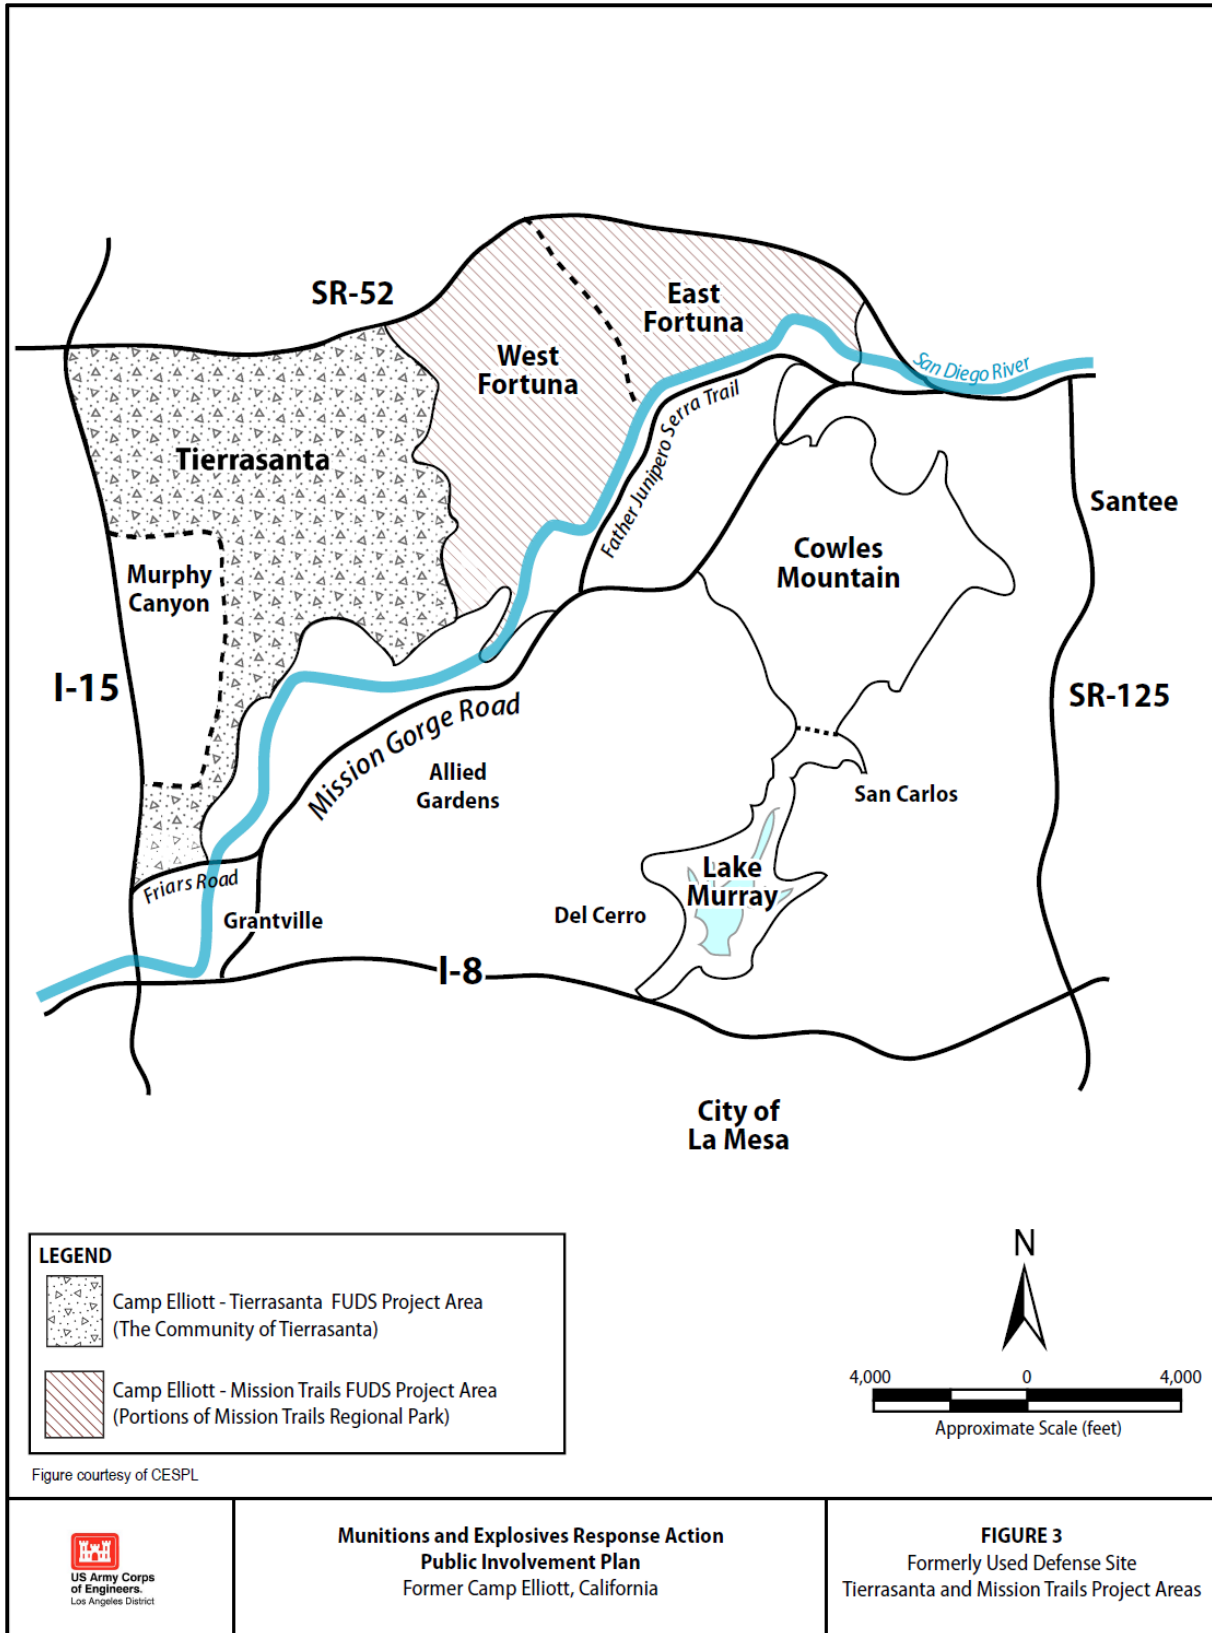 SR-52
East
Fortuna
West
Fortuna
San Diego River
Father Junipero Serra Trail
Tierrasanta
Santee
Cowles
Mountain
Murphy
Canyon
I-15
SR-125
Mission Gorge Road
Allied
Gardens
San Carlos
Lake
Murray
Friars Road
Grantville
Del Cerro
I-8
City of
La Mesa
LEGEND
Camp Elliott - Tierrasanta FUDS Project Area
(The Community of Tierrasanta)
Camp Elliott - Mission Trails FUDS Project Area
(Portions of Mission Trails Regional Park)
N
4,000 0 4,000
Approximate Scale (feet)
Figure courtesy of CESPL
US Army Corps
of Engineers.
Los Angeles District
Munitions and Explosives Response Action
Public Involvement Plan
Former Camp Elliott, California
FIGURE 3
Formerly Used Defense Site
Tierrasanta and Mission Trails Project Areas